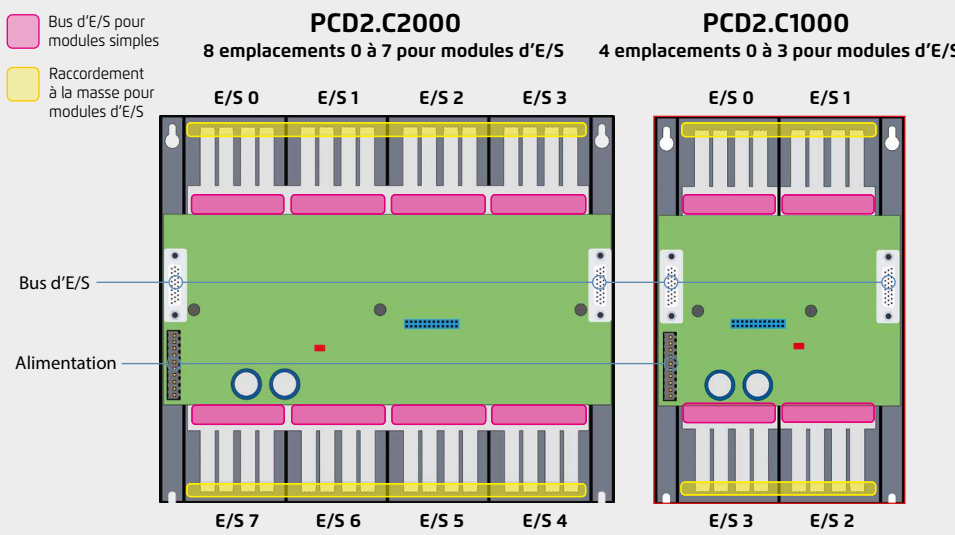 Bus d'E/S pour
modules simples
Raccordement
à la masse pour
modules d'E/S
PCD2.C2000
8 emplacements 0 à 7 pour modules d'E/S
PCD2.C1000
4 emplacements 0 à 3 pour modules d'E/S
E/S 0 E/S 1 E/S 2 E/S 3
E/S 0 E/S 1
Bus d'E/S
Alimentation
E/S 7 E/S 6 E/S 5 E/S 4
E/S 3 E/S 2